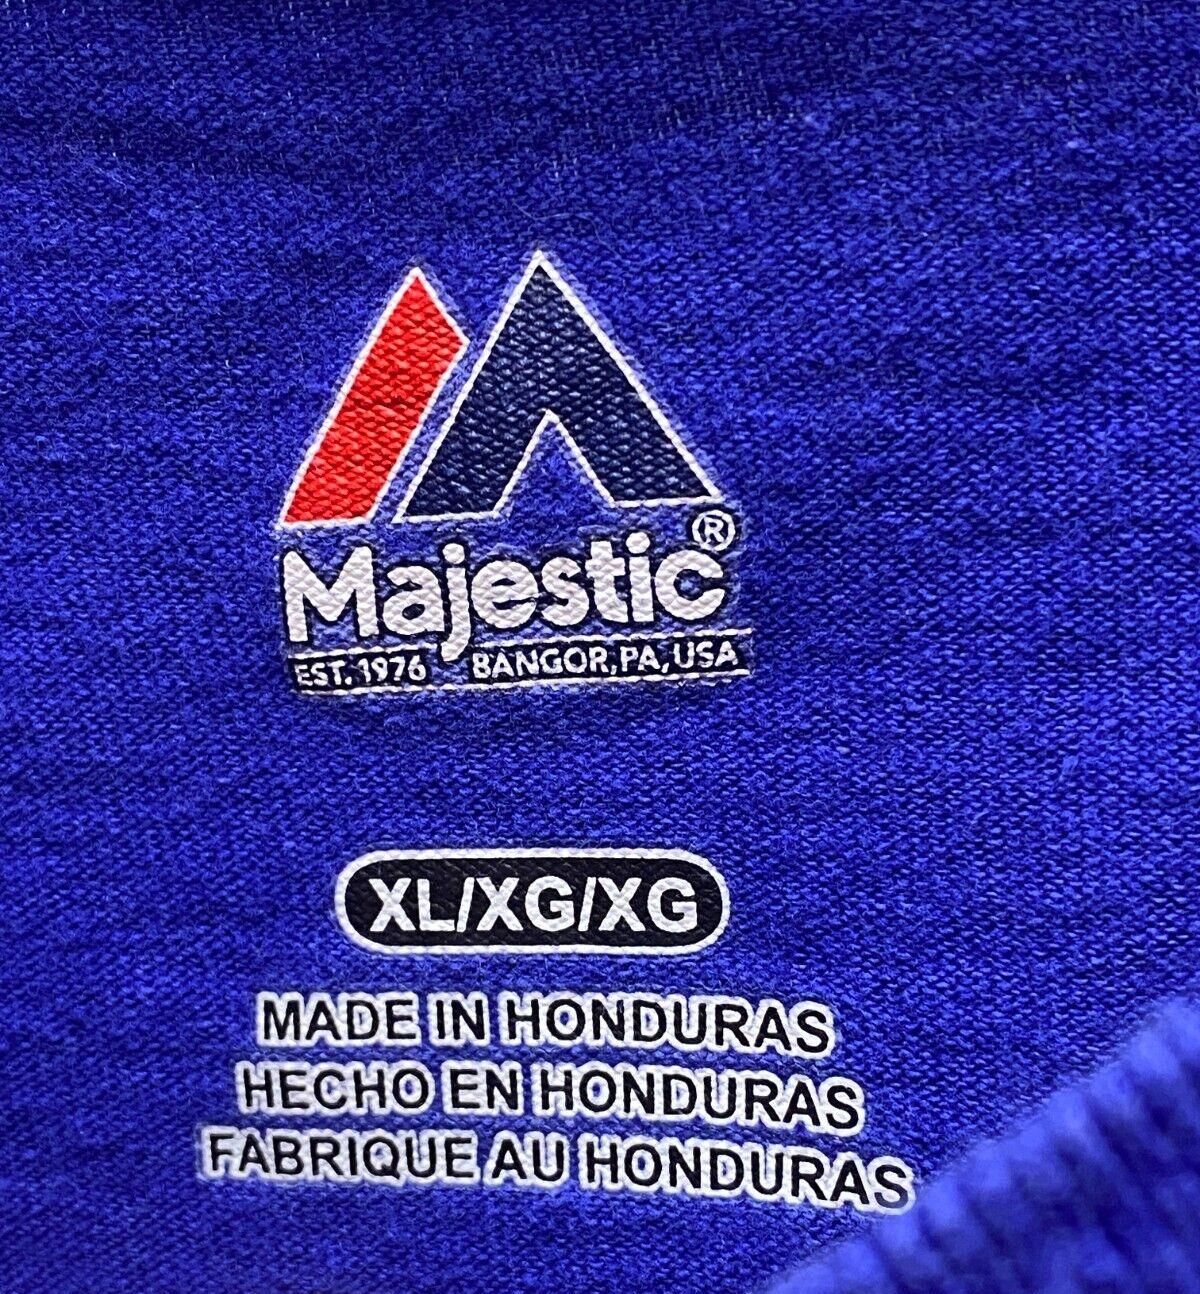 Majestic®
EST. 1976 BANGOR, PA, USA
XL/XG/XG
MADE IN HONDURAS
HECHO EN HONDURAS
FABRIQUE AU HONDURAS